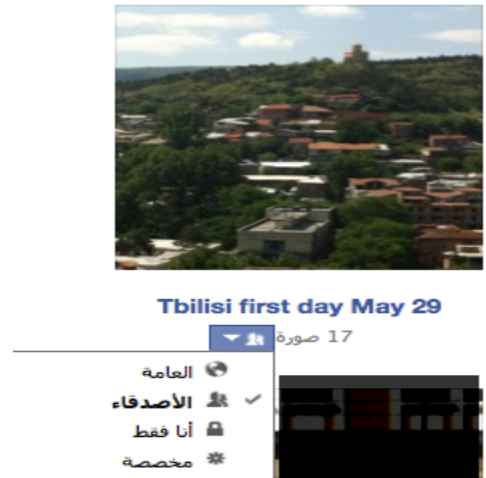 Tbilisi first day May 29
17 صورة
العامة
الأصدقاء
أنا فقط
مخصصة